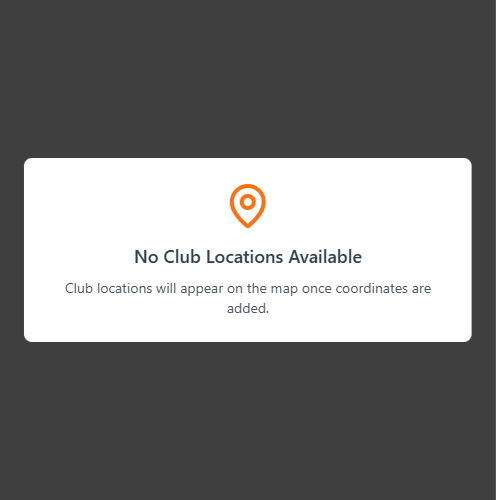 No Club Locations Available
Club locations will appear on the map once coordinates are
added.